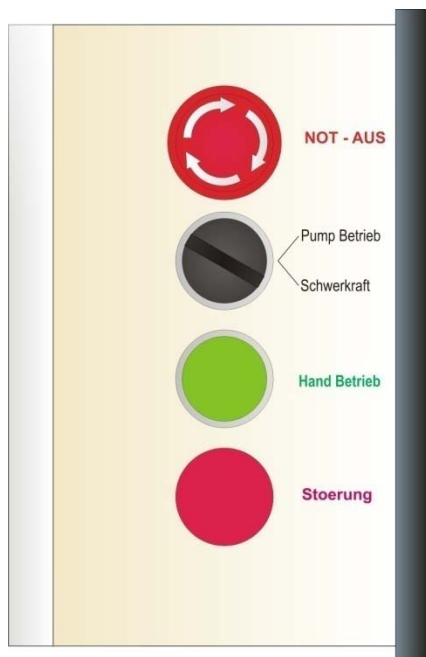 NOT - AUS
Pump Betrieb
Schwerkraft
Hand Betrieb
Stoerung